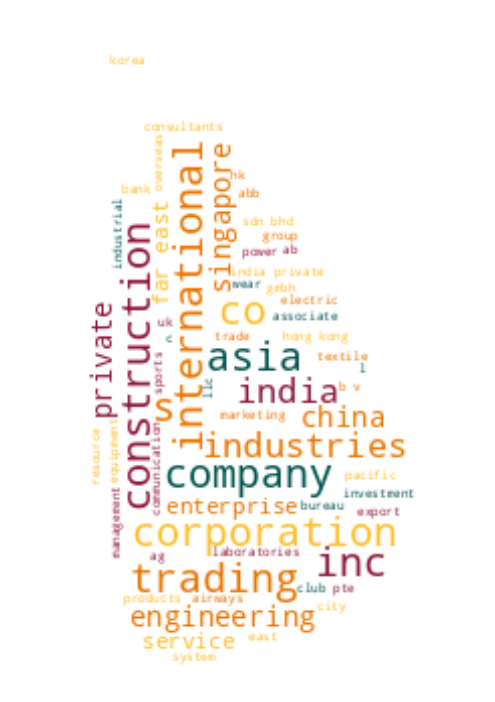 korea
consultants
overseas
international
singapore
hk
abb
bank
industrial
far east
sdn bhd
group
power
ab
construction
india private
wear
gmbh
electric
co
associate
private
uk
c
trade
hong kong
asia
textile
l
sports
llc
india
b v
s
marketing
china
communication
industries
resource
equipment
company
pacific
investment
management
enterprise
bureau
export
corporation
ag
laboratories
inc
trading
club
pte
products
airways
city
engineering
service
east
system